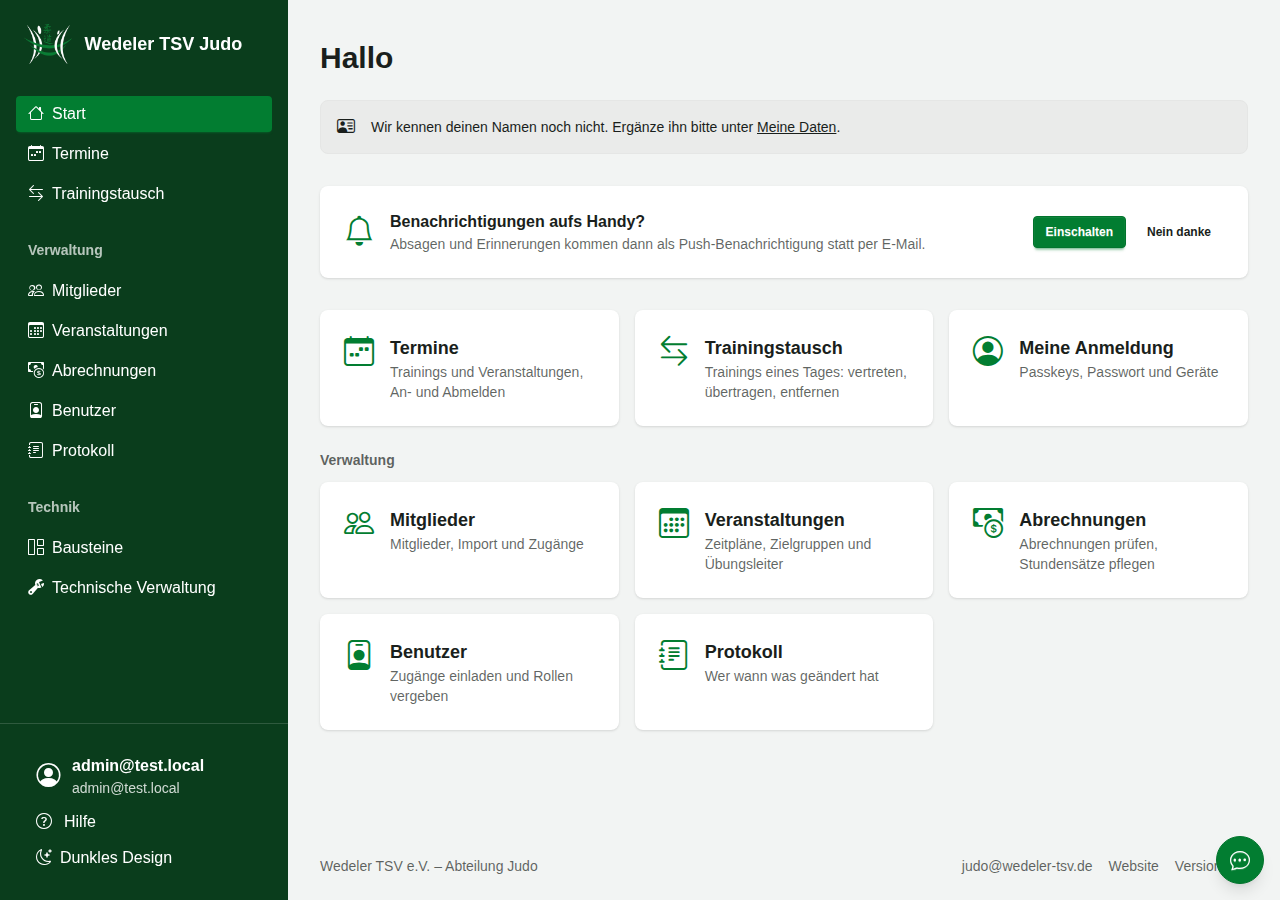 Wedeler TSV Judo
Start
Termine
Trainingstausch
Verwaltung
Mitglieder
Veranstaltungen
Abrechnungen
Benutzer
Protokoll
Technik
Bausteine
Technische Verwaltung
admin@test.local
admin@test.local
Hilfe
Dunkles Design
Hallo
Wir kennen deinen Namen noch nicht. Ergänze ihn bitte unter Meine Daten.
Benachrichtigungen aufs Handy?
Absagen und Erinnerungen kommen dann als Push-Benachrichtigung statt per E-Mail.
Einschalten
Nein danke
Termine
Trainings und Veranstaltungen,
An- und Abmelden
Trainingstausch
Trainings eines Tages: vertreten,
übertragen, entfernen
Meine Anmeldung
Passkeys, Passwort und Geräte
Verwaltung
Mitglieder
Mitglieder, Import und Zugänge
Veranstaltungen
Zeitpläne, Zielgruppen und
Übungsleiter
Abrechnungen
Abrechnungen prüfen,
Stundensätze pflegen
Benutzer
Zugänge einladen und Rollen
vergeben
Protokoll
Wer wann was geändert hat
Wedeler TSV e.V. – Abteilung Judo
judo@wedeler-tsv.de
Website